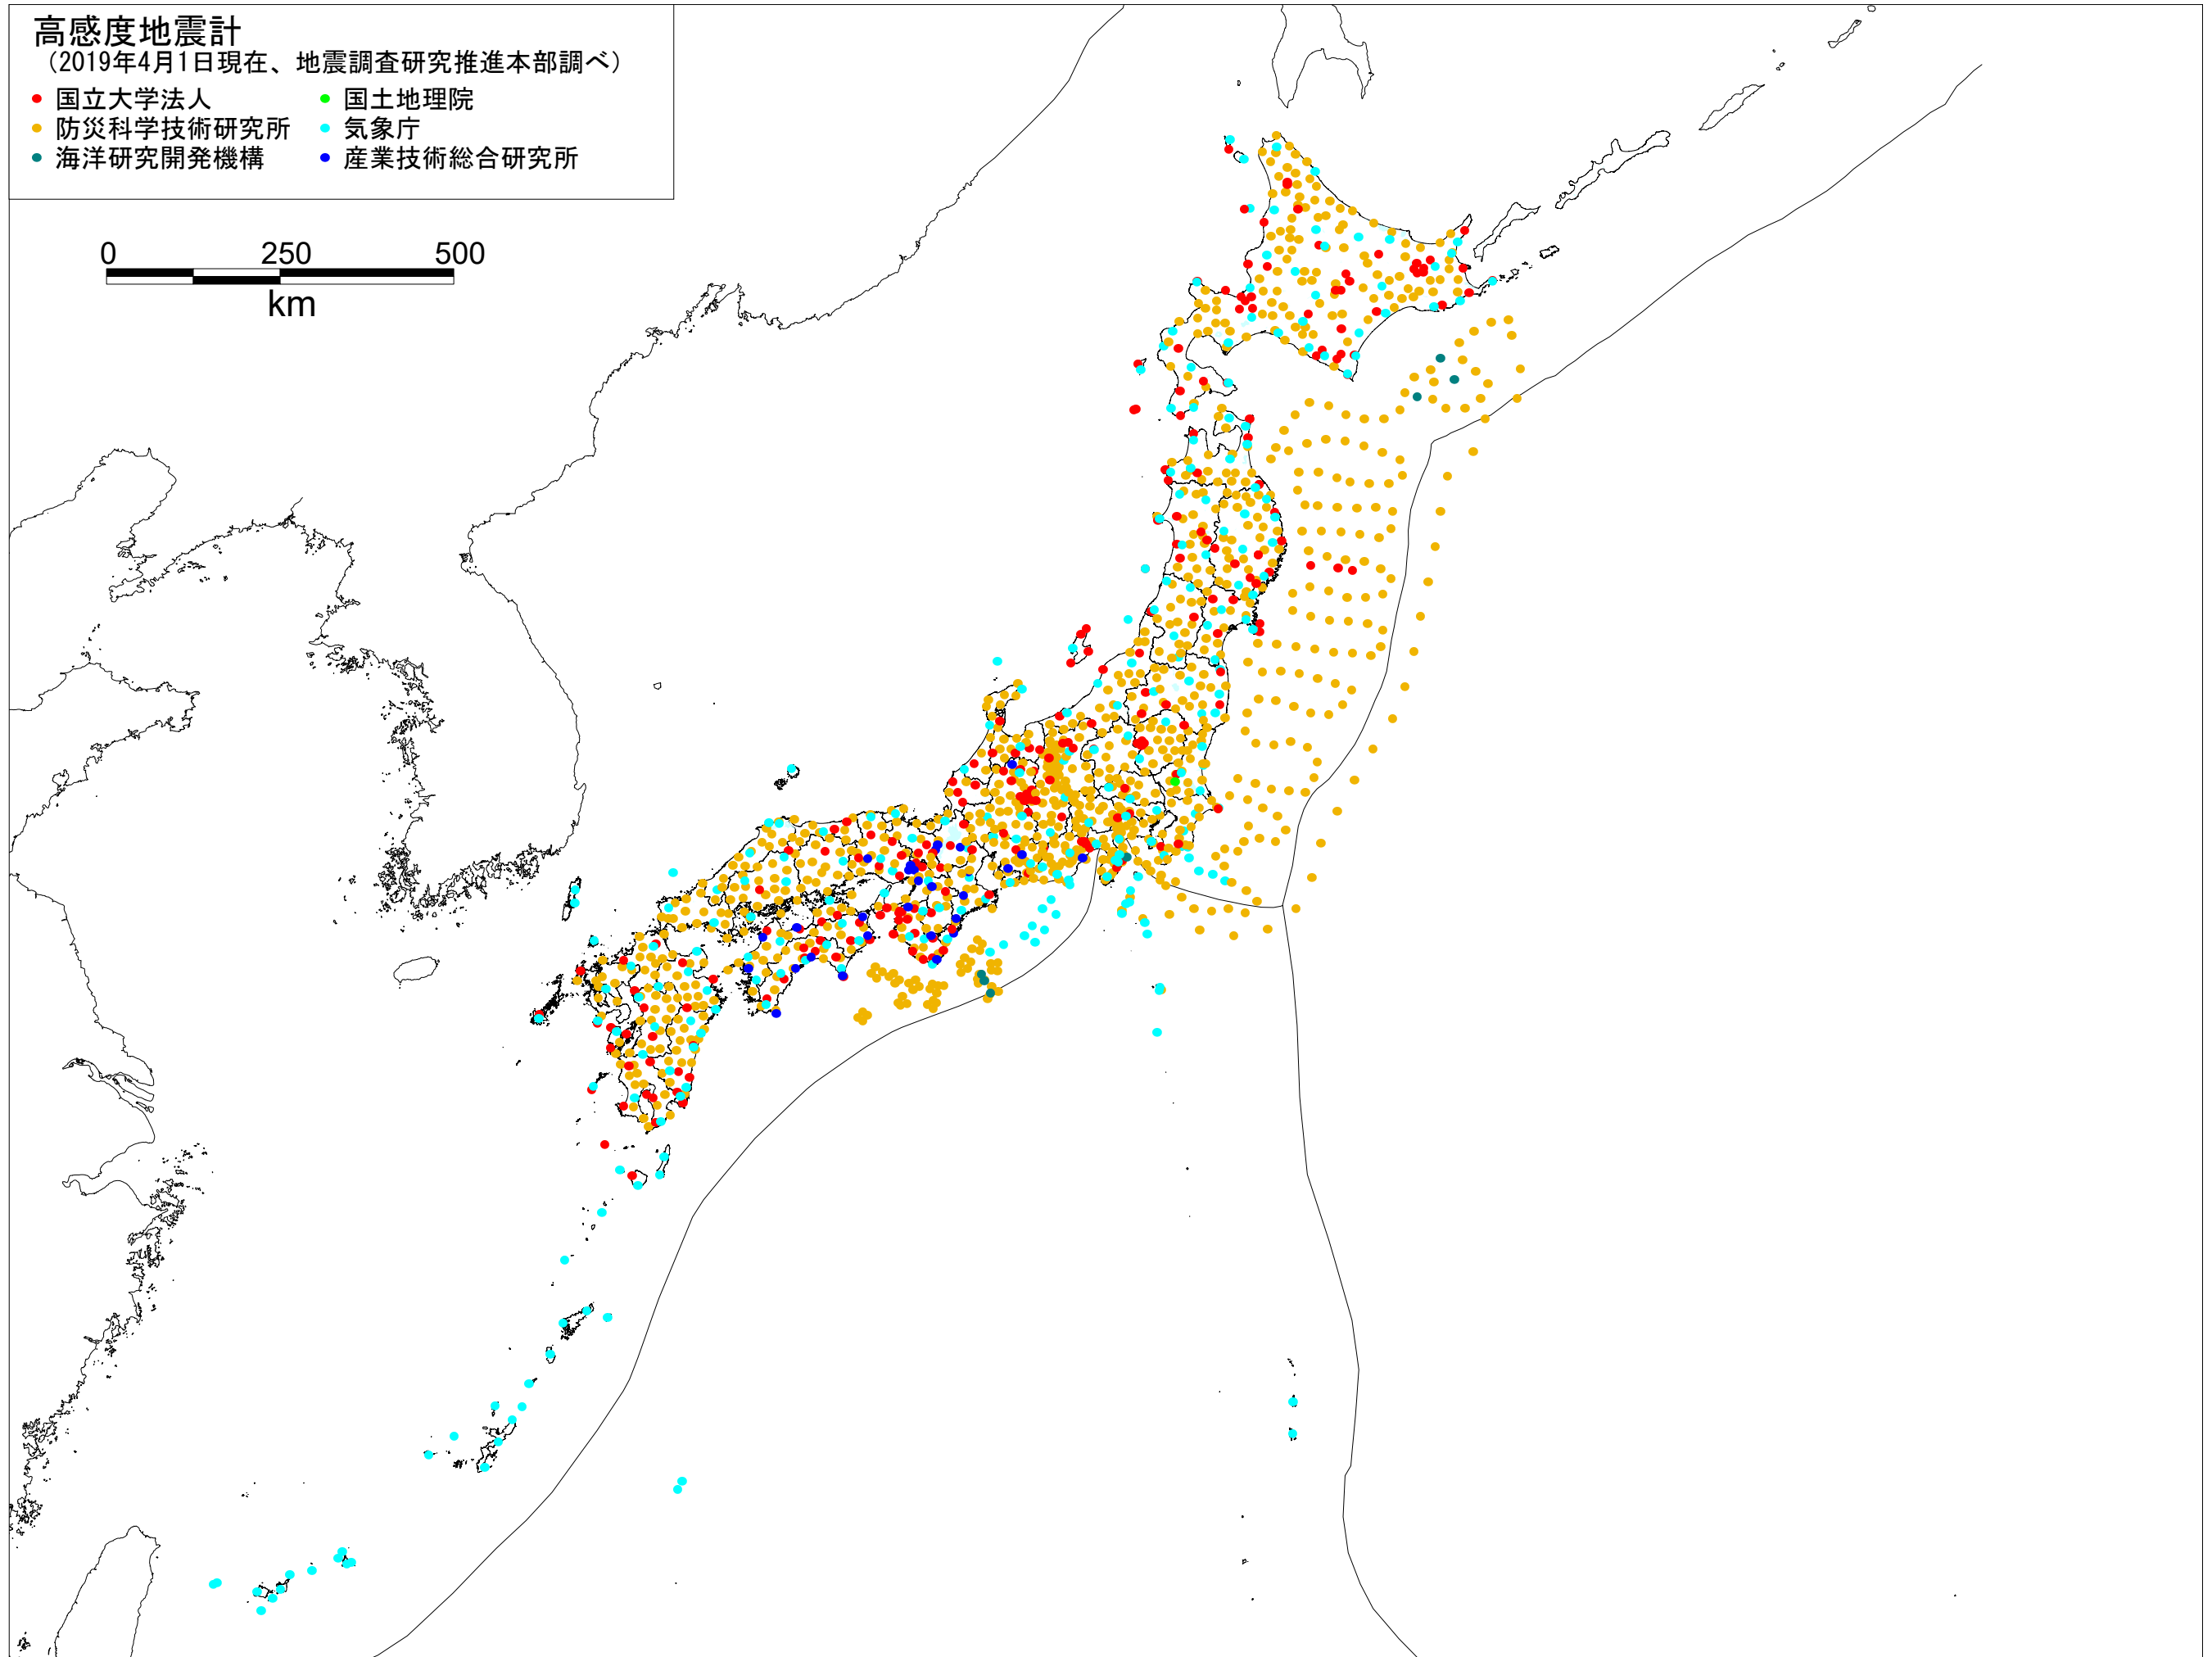 高感度地震計
（2019年4月1日現在、地震調査研究推進本部調べ）
国立大学法人 国土地理院
防災科学技術研究所 気象庁
海洋研究開発機構 産業技術総合研究所
0 250 500
km